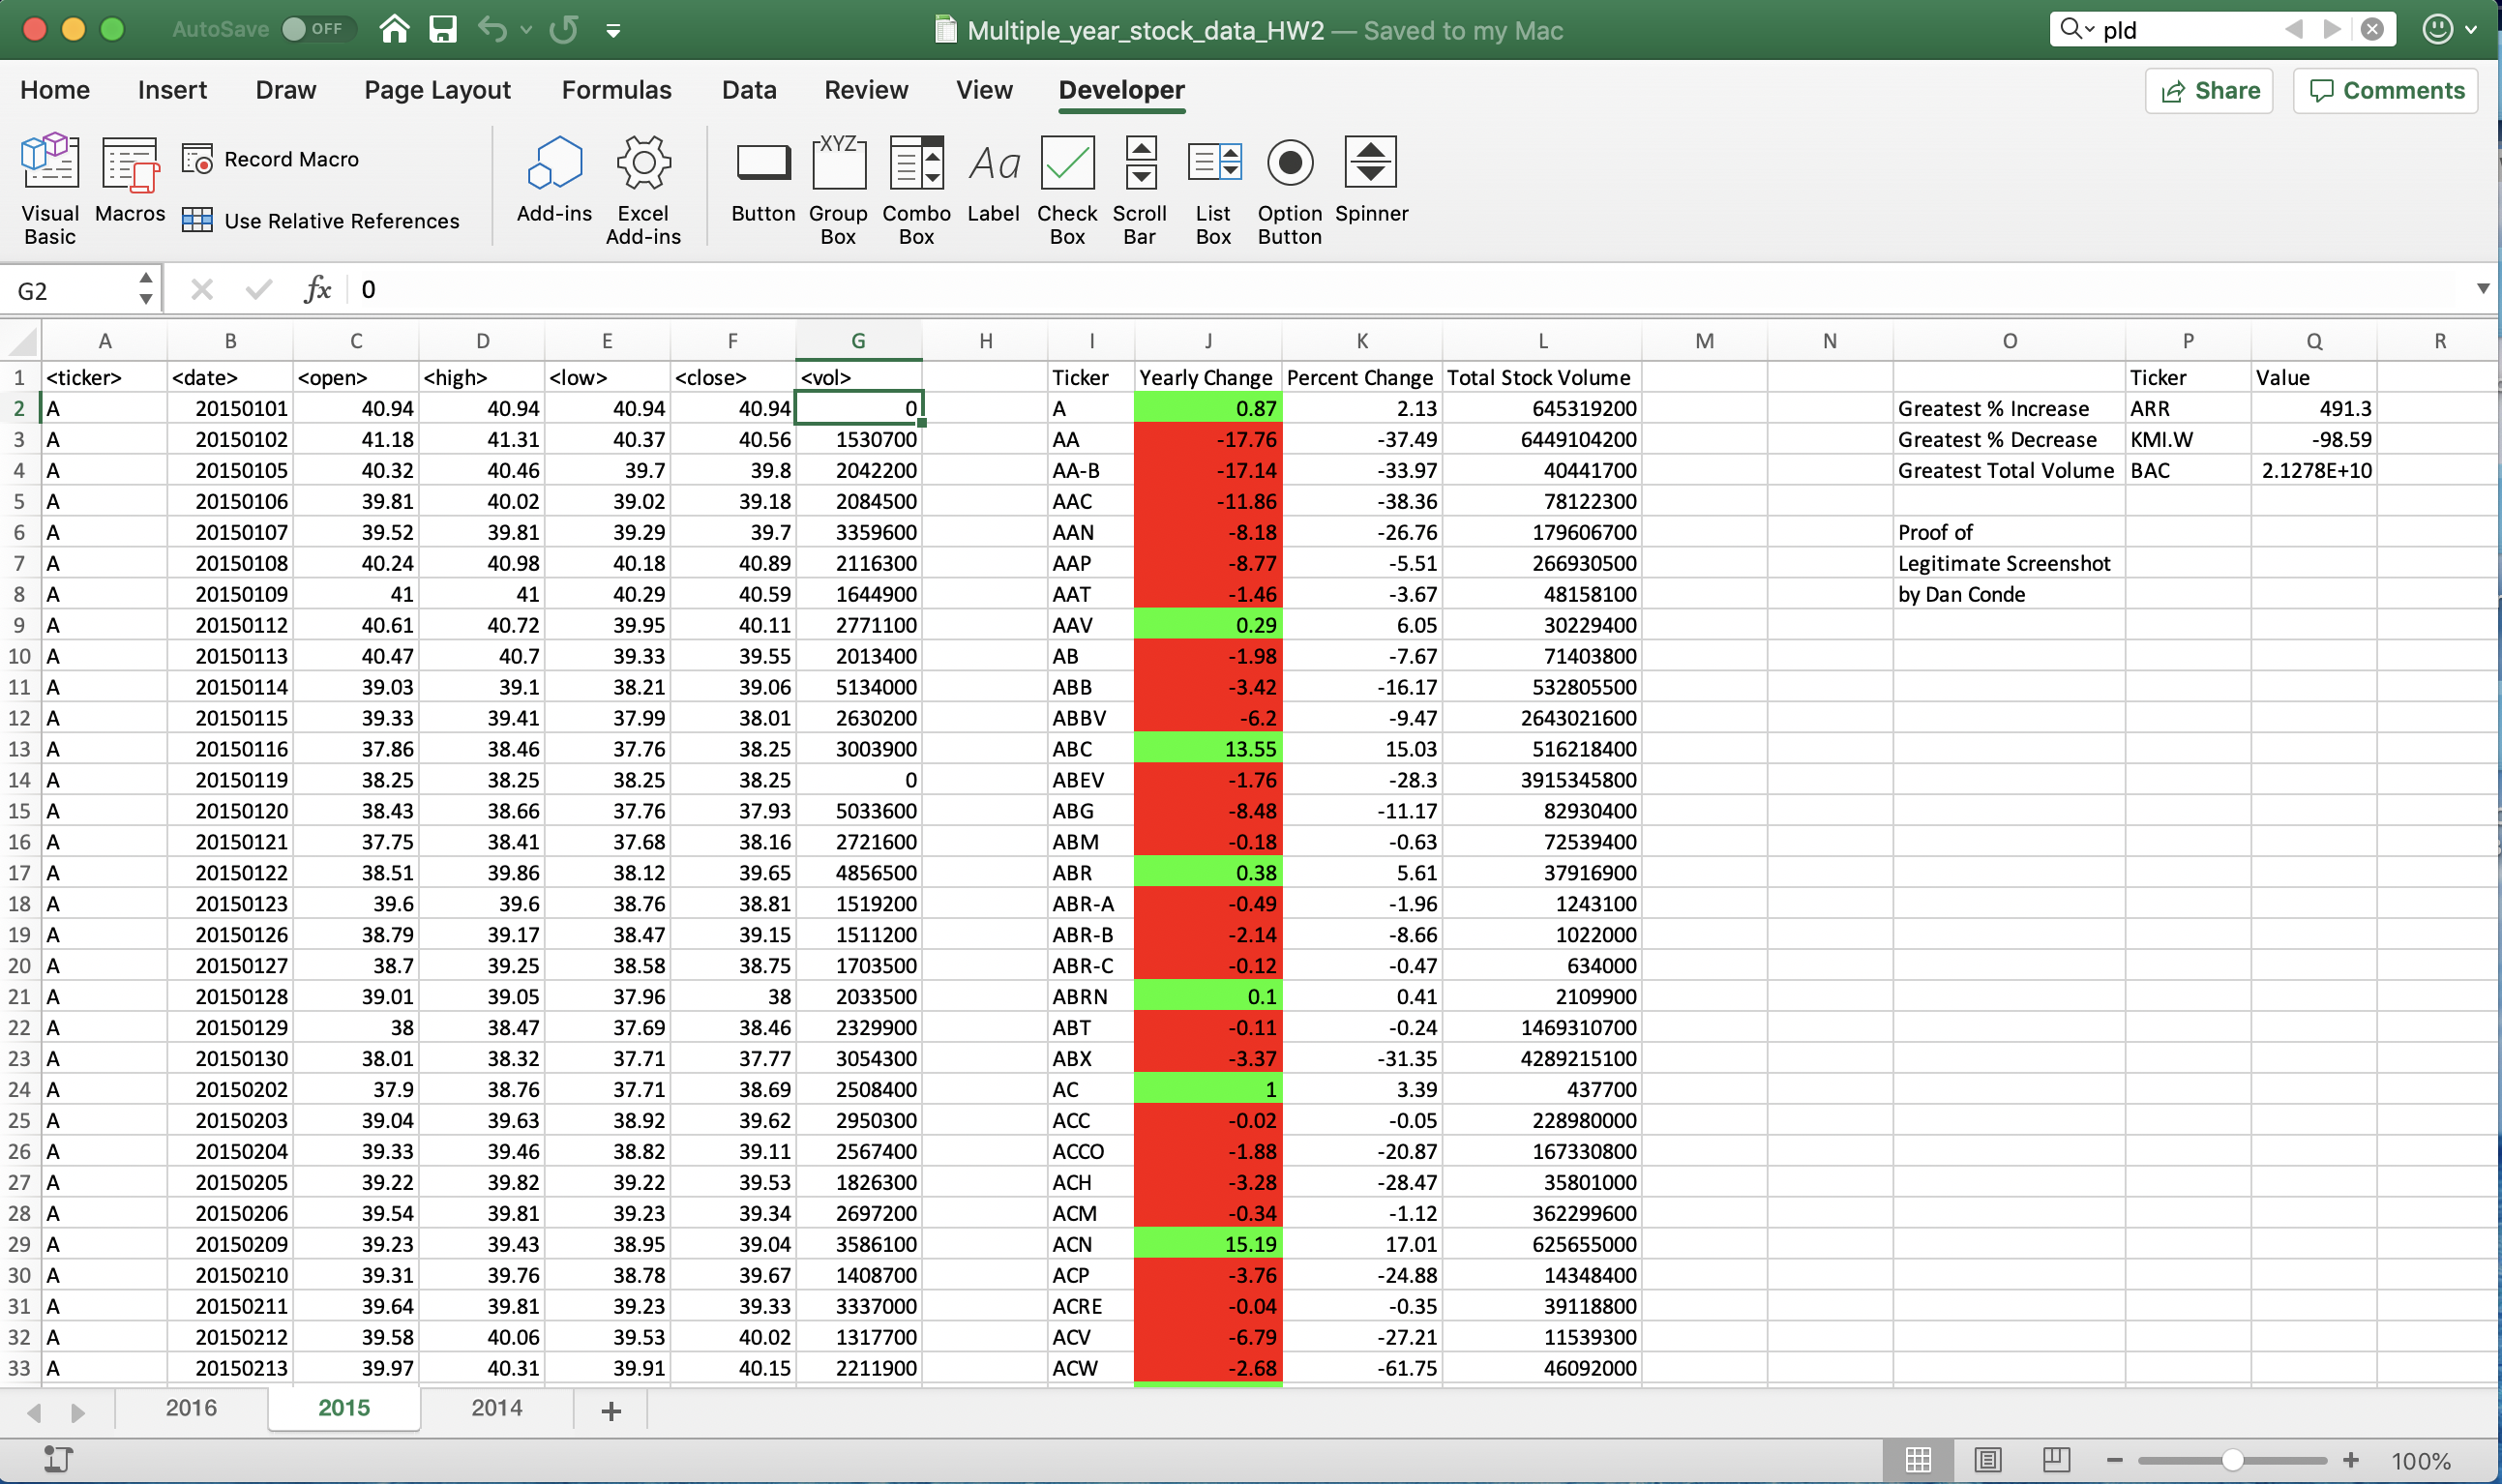 AutoSave OFF Multiple_year_stock_data_HW2 — Saved to my Mac pld
Home Insert Draw Page Layout Formulas Data Review View Developer Share Comments
Visual Basic Macros Record Macro Use Relative References Add-ins Excel Add-ins Button XYZ Group Box Combo Box Aa Label Check Box Scroll Bar List Box Option Button Spinner
G2 fx 0
A B C D E F G H I J K L M N O P Q R
1 <ticker> <date> <open> <high> <low> <close> <vol> Ticker Yearly Change Percent Change Total Stock Volume Ticker Value
2 A 20150101 40.94 40.94 40.94 40.94 0 A 0.87 2.13 645319200 Greatest % Increase ARR 491.3
3 A 20150102 41.18 41.31 40.37 40.56 1530700 AA -17.76 -37.49 6449104200 Greatest % Decrease KMI.W -98.59
4 A 20150105 40.32 40.46 39.7 39.8 2042200 AA-B -17.14 -33.97 40441700 Greatest Total Volume BAC 2.1278E+10
5 A 20150106 39.81 40.02 39.02 39.18 2084500 AAC -11.86 -38.36 78122300
6 A 20150107 39.52 39.81 39.29 39.7 3359600 AAN -8.18 -26.76 179606700 Proof of
7 A 20150108 40.24 40.98 40.18 40.89 2116300 AAP -8.77 -5.51 266930500 Legitimate Screenshot
8 A 20150109 41 41 40.29 40.59 1644900 AAT -1.46 -3.67 48158100 by Dan Conde
9 A 20150112 40.61 40.72 39.95 40.11 2771100 AAV 0.29 6.05 30229400
10 A 20150113 40.47 40.7 39.33 39.55 2013400 AB -1.98 -7.67 71403800
11 A 20150114 39.03 39.1 38.21 39.06 5134000 ABB -3.42 -16.17 532805500
12 A 20150115 39.33 39.41 37.99 38.01 2630200 ABBV -6.2 -9.47 2643021600
13 A 20150116 37.86 38.46 37.76 38.25 3003900 ABC 13.55 15.03 516218400
14 A 20150119 38.25 38.25 38.25 38.25 0 ABEV -1.76 -28.3 3915345800
15 A 20150120 38.43 38.66 37.76 37.93 5033600 ABG -8.48 -11.17 82930400
16 A 20150121 37.75 38.41 37.68 38.16 2721600 ABM -0.18 -0.63 72539400
17 A 20150122 38.51 39.86 38.12 39.65 4856500 ABR 0.38 5.61 37916900
18 A 20150123 39.6 39.6 38.76 38.81 1519200 ABR-A -0.49 -1.96 1243100
19 A 20150126 38.79 39.17 38.47 39.15 1511200 ABR-B -2.14 -8.66 1022000
20 A 20150127 38.7 39.25 38.58 38.75 1703500 ABR-C -0.12 -0.47 634000
21 A 20150128 39.01 39.05 37.96 38 2033500 ABRN 0.1 0.41 2109900
22 A 20150129 38 38.47 37.69 38.46 2329900 ABT -0.11 -0.24 1469310700
23 A 20150130 38.01 38.32 37.71 37.77 3054300 ABX -3.37 -31.35 4289215100
24 A 20150202 37.9 38.76 37.71 38.69 2508400 AC 1 3.39 437700
25 A 20150203 39.04 39.63 38.92 39.62 2950300 ACC -0.02 -0.05 228980000
26 A 20150204 39.33 39.46 38.82 39.11 2567400 ACCO -1.88 -20.87 167330800
27 A 20150205 39.22 39.82 39.22 39.53 1826300 ACH -3.28 -28.47 35801000
28 A 20150206 39.54 39.81 39.23 39.34 2697200 ACM -0.34 -1.12 362299600
29 A 20150209 39.23 39.43 38.95 39.04 3586100 ACN 15.19 17.01 625655000
30 A 20150210 39.31 39.76 38.78 39.67 1408700 ACP -3.76 -24.88 14348400
31 A 20150211 39.64 39.81 39.23 39.33 3337000 ACRE -0.04 -0.35 39118800
32 A 20150212 39.58 40.06 39.53 40.02 1317700 ACV -6.79 -27.21 11539300
33 A 20150213 39.97 40.31 39.91 40.15 2211900 ACW -2.68 -61.75 46092000
2016 2015 2014 +
100%